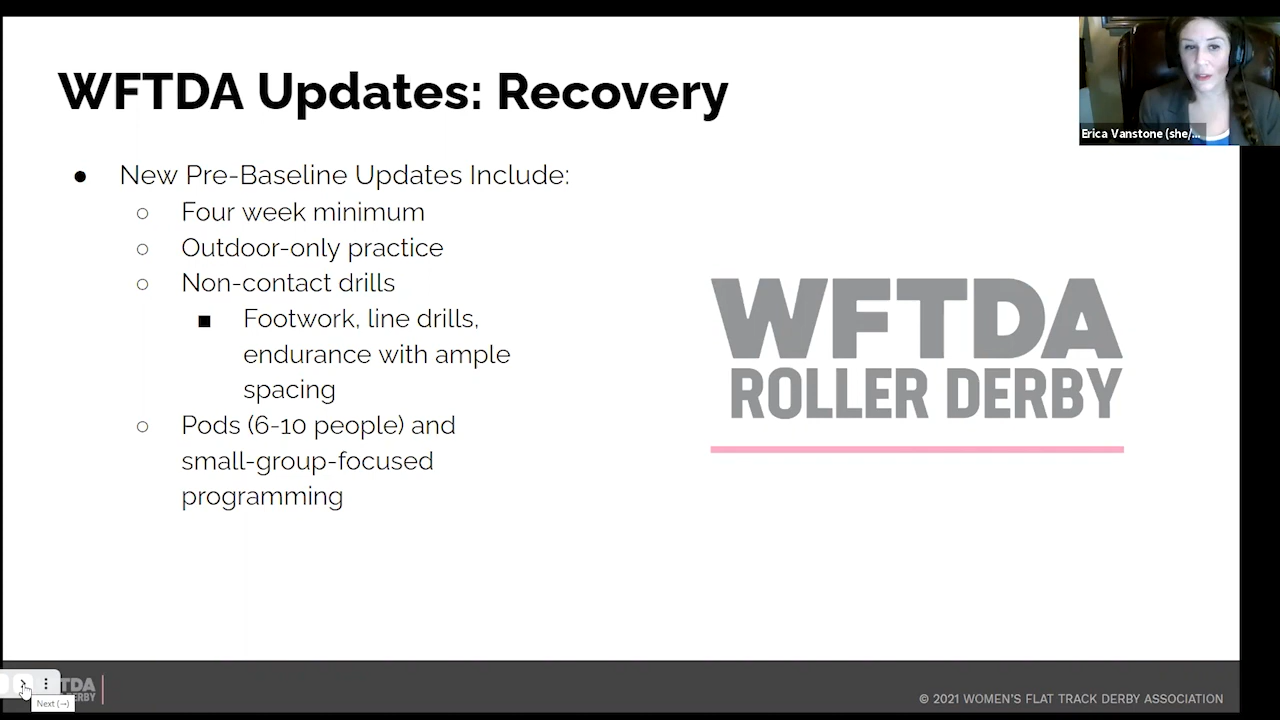 WFTDA Updates: Recovery
Erica Vanstone (she/...
● New Pre-Baseline Updates Include:
○ Four week minimum
○ Outdoor-only practice
○ Non-contact drills
■ Footwork, line drills,
endurance with ample
spacing
○ Pods (6-10 people) and
small-group-focused
programming
WFTDA
ROLLER DERBY
TDA
RBY
Next (→)
© 2021 WOMEN'S FLAT TRACK DERBY ASSOCIATION